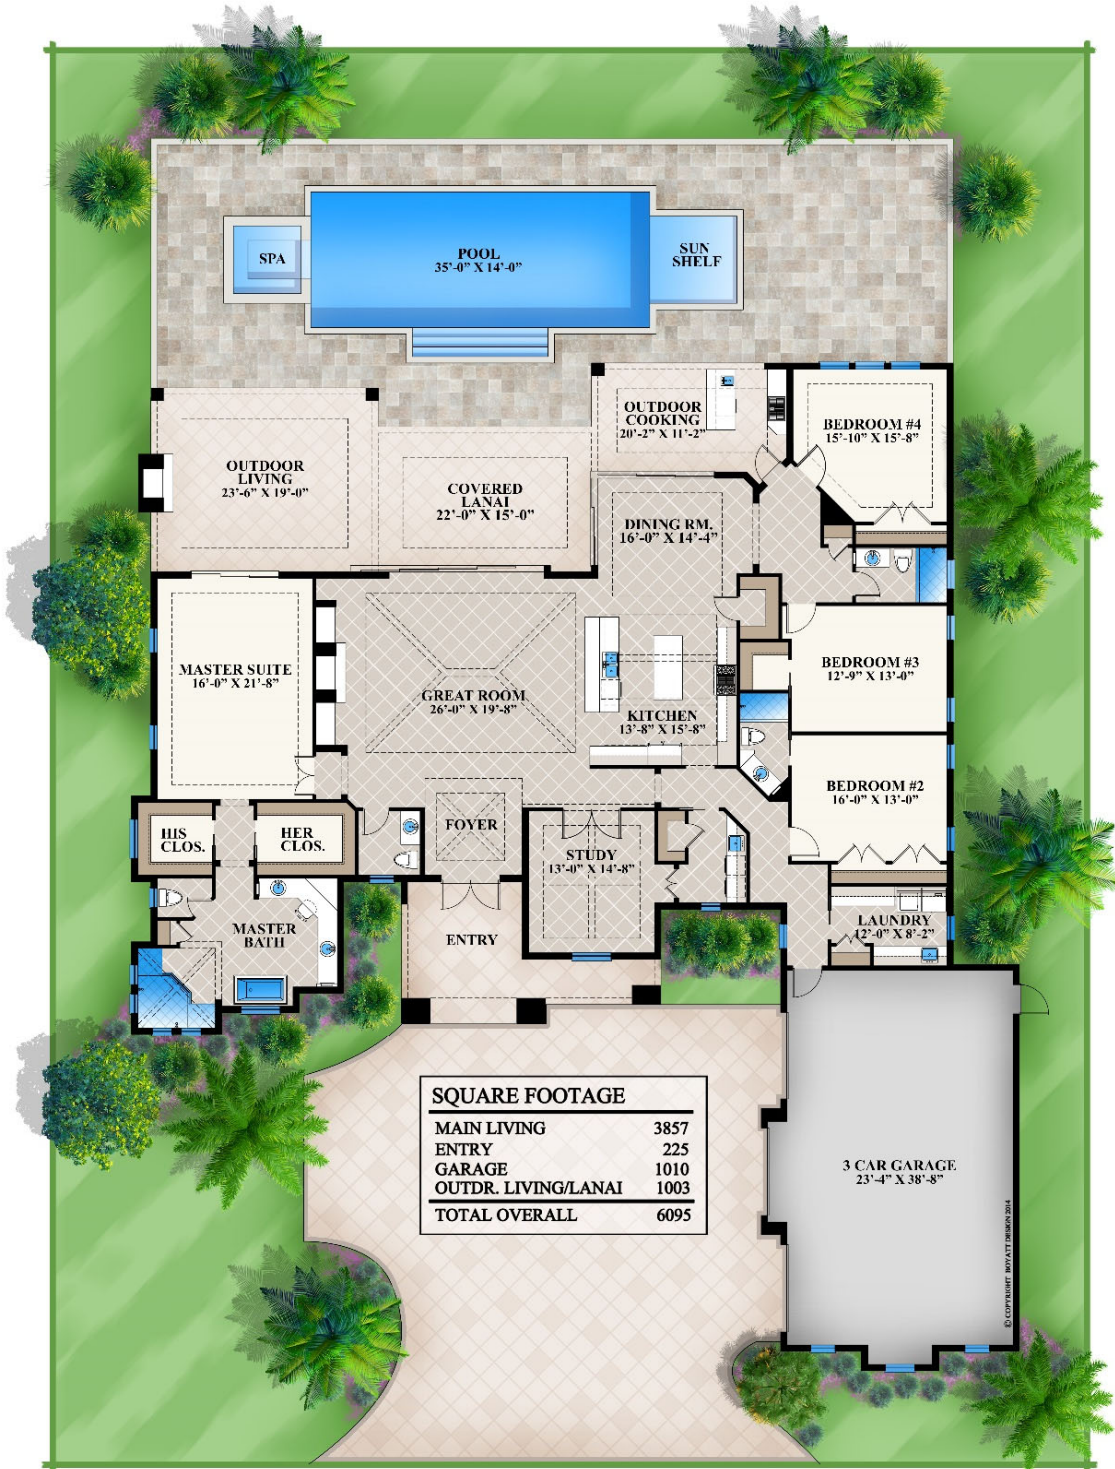 SPA
POOL
35'-0" X 14'-0"
SUN
SHELF
OUTDOOR
COOKING
20'-2" X 11'-2"
BEDROOM #4
15'-10" X 15'-8"
OUTDOOR
LIVING
23'-6" X 19'-0"
COVERED
LANAI
22'-0" X 15'-0"
DINING RM.
16'-0" X 14'-4"
MASTER SUITE
16'-0" X 21'-8"
GREAT ROOM
26'-0" X 19'-8"
KITCHEN
13'-8" X 15'-8"
BEDROOM #3
12'-9" X 13'-0"
BEDROOM #2
16'-0" X 13'-0"
HIS
CLOS.
HER
CLOS.
FOYER
STUDY
13'-0" X 14'-8"
MASTER
BATH
ENTRY
LAUNDRY
12'-0" X 8'-2"
SQUARE FOOTAGE
MAIN LIVING 3857
ENTRY 225
GARAGE 1010
OUTDR. LIVING/LANAI 1003
TOTAL OVERALL 6095
3 CAR GARAGE
23'-4" X 38'-8"
© COPYRIGHT BOYATT DESIGN 2014